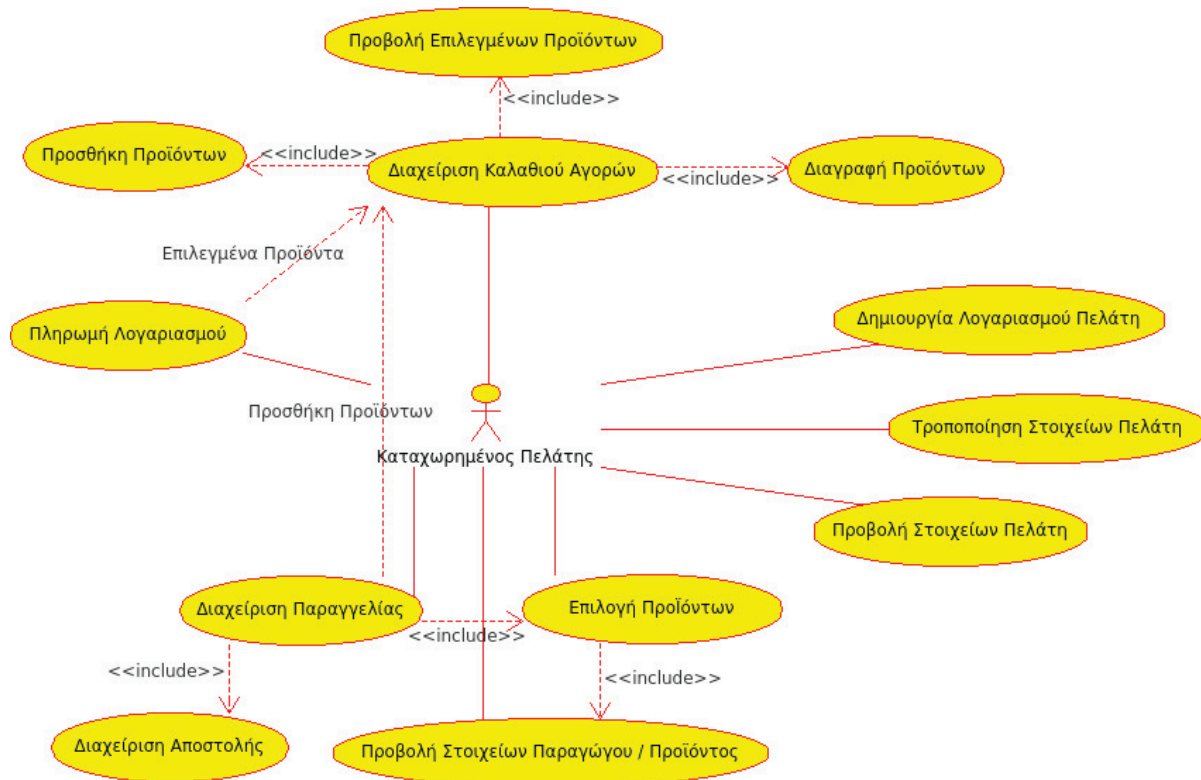 Προβολή Επιλεγμένων Προϊόντων
<<include>>
Προσθήκη Προϊόντων
<<include>>
Διαχείριση Καλαθιού Αγορών
<<include>>
Διαγραφή Προϊόντων
Επιλεγμένα Προϊόντα
Πληρωμή Λογαριασμού
Δημιουργία Λογαριασμού Πελάτη
Προσθήκη Προϊόντων
Τροποποίηση Στοιχείων Πελάτη
Καταχωρημένος Πελάτης
Προβολή Στοιχείων Πελάτη
Διαχείριση Παραγγελίας
<<include>>
Επιλογή Προΐόντων
<<include>>
<<include>>
Διαχείριση Αποστολής
Προβολή Στοιχείων Παραγώγου / Προϊόντος